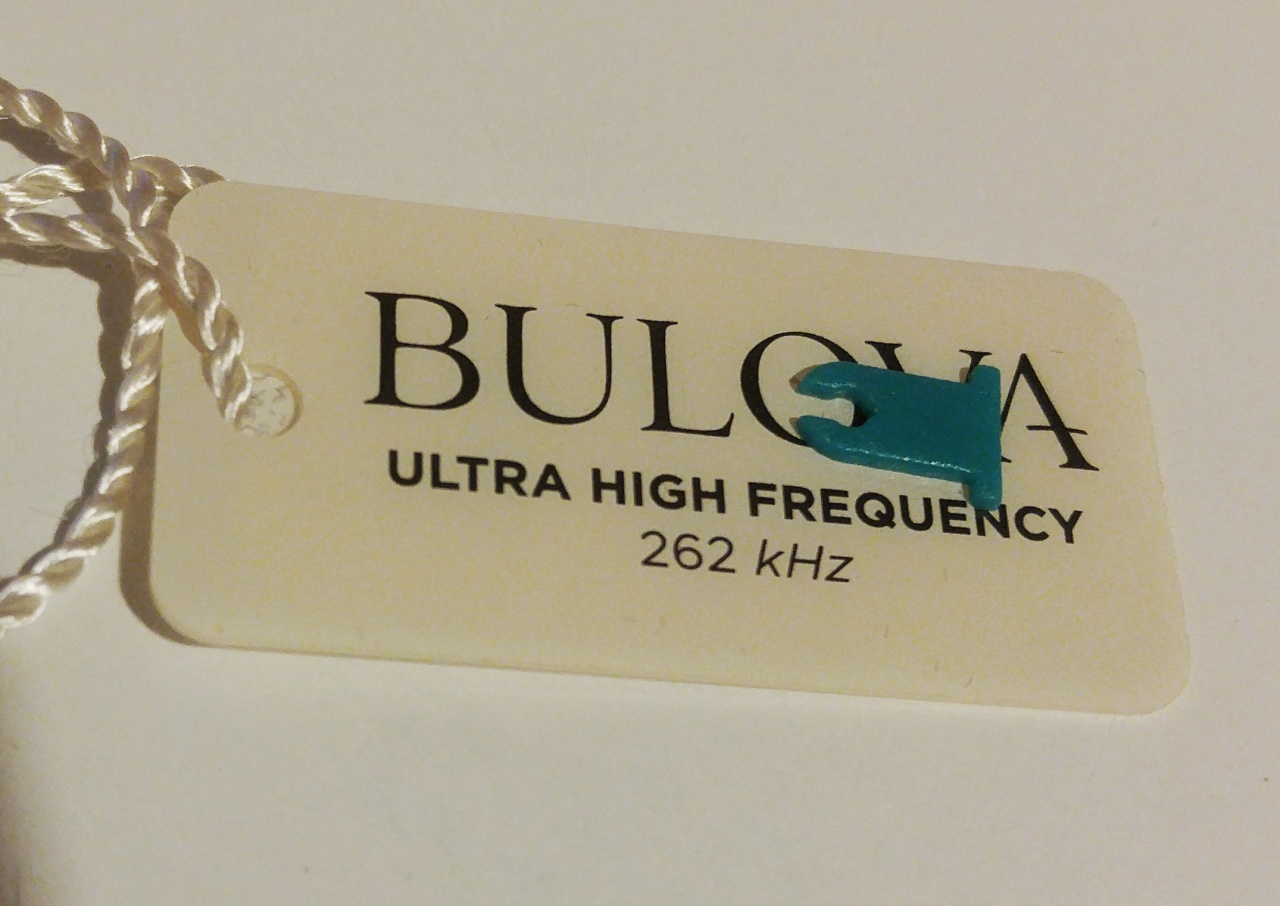 BULOVA
ULTRA HIGH FREQUENCY
262 kHz